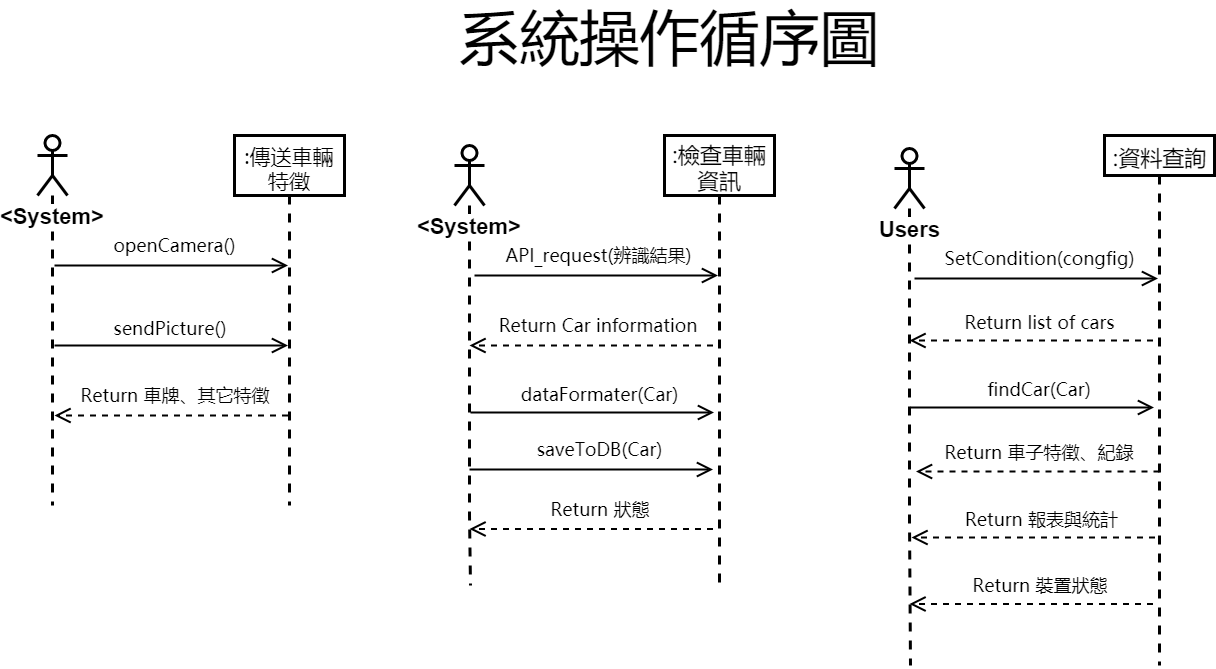 系統操作循序圖
:傳送車輛
特徵
<System>
openCamera()
sendPicture()
Return 車牌、其它特徵
:檢查車輛
資訊
<System>
API_request(辨識結果)
Return Car information
dataFormater(Car)
saveToDB(Car)
Return 狀態
:資料查詢
Users
SetCondition(congfig)
Return list of cars
findCar(Car)
Return 車子特徵、紀錄
Return 報表與統計
Return 裝置狀態